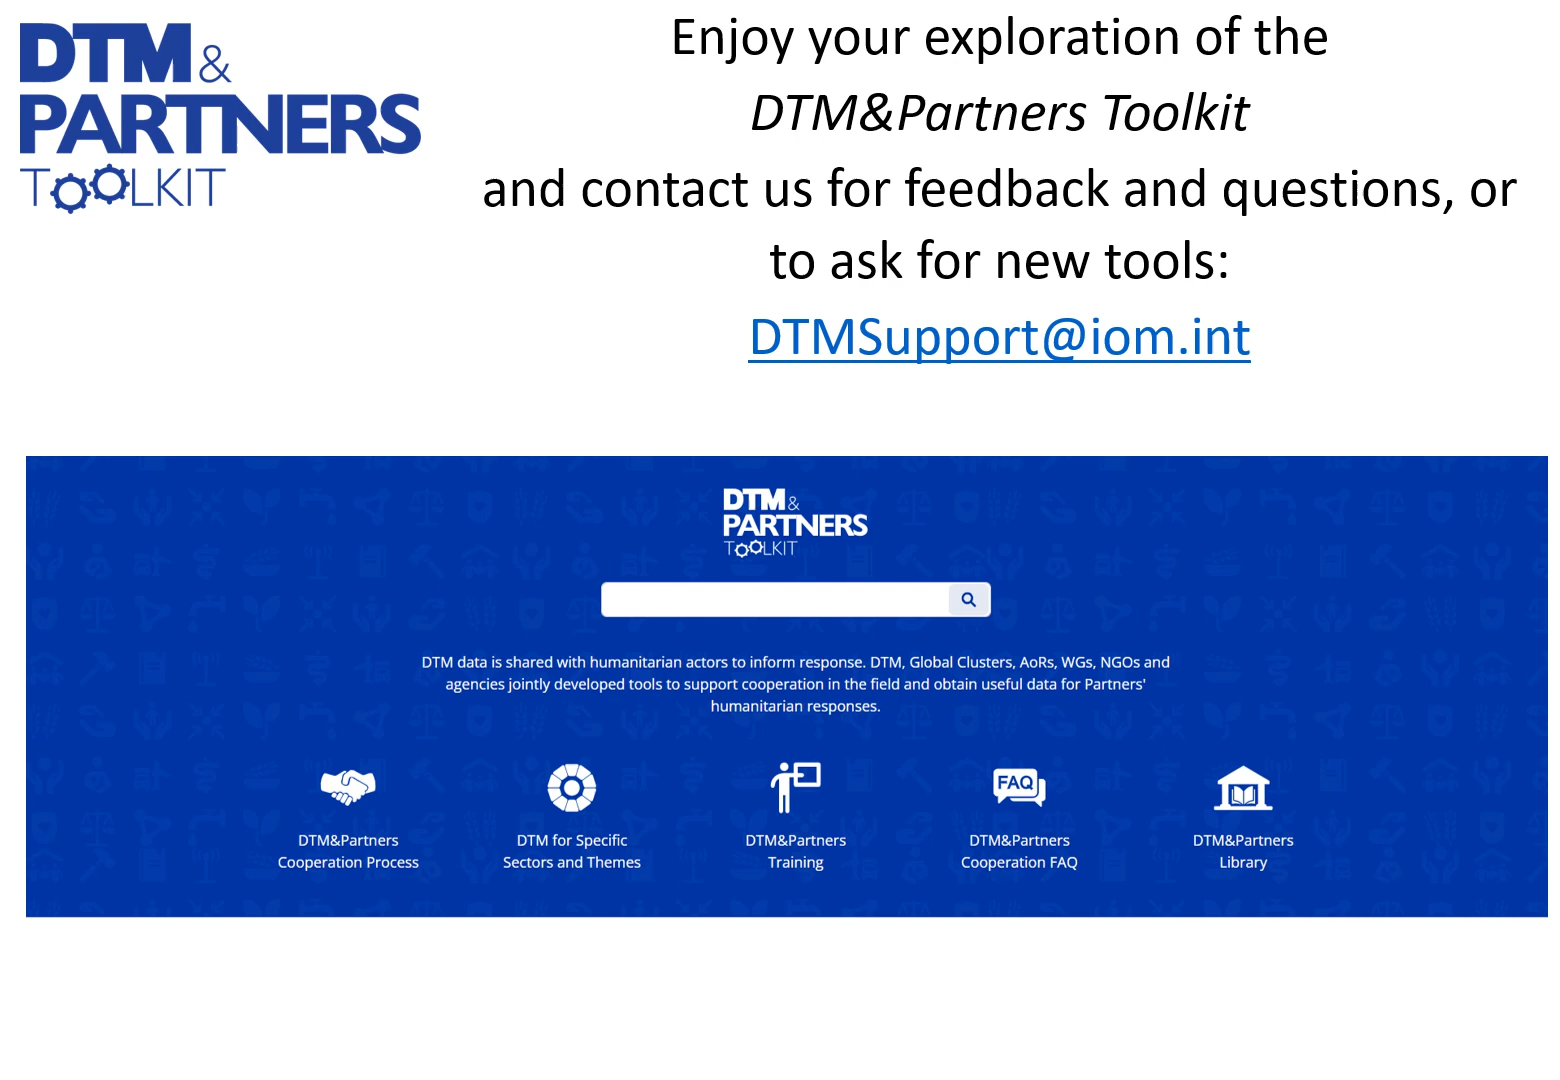 DTM&
PARTNERS
TOOLKIT
Enjoy your exploration of the
DTM&Partners Toolkit
and contact us for feedback and questions, or
to ask for new tools:
DTMSupport@iom.int
DTM&
PARTNERS
TOOLKIT
DTM data is shared with humanitarian actors to inform response. DTM, Global Clusters, AoRs, WGs, NGOs and
agencies jointly developed tools to support cooperation in the field and obtain useful data for Partners'
humanitarian responses.
DTM&Partners
Cooperation Process
DTM for Specific
Sectors and Themes
DTM&Partners
Training
FAQ
DTM&Partners
Cooperation FAQ
DTM&Partners
Library